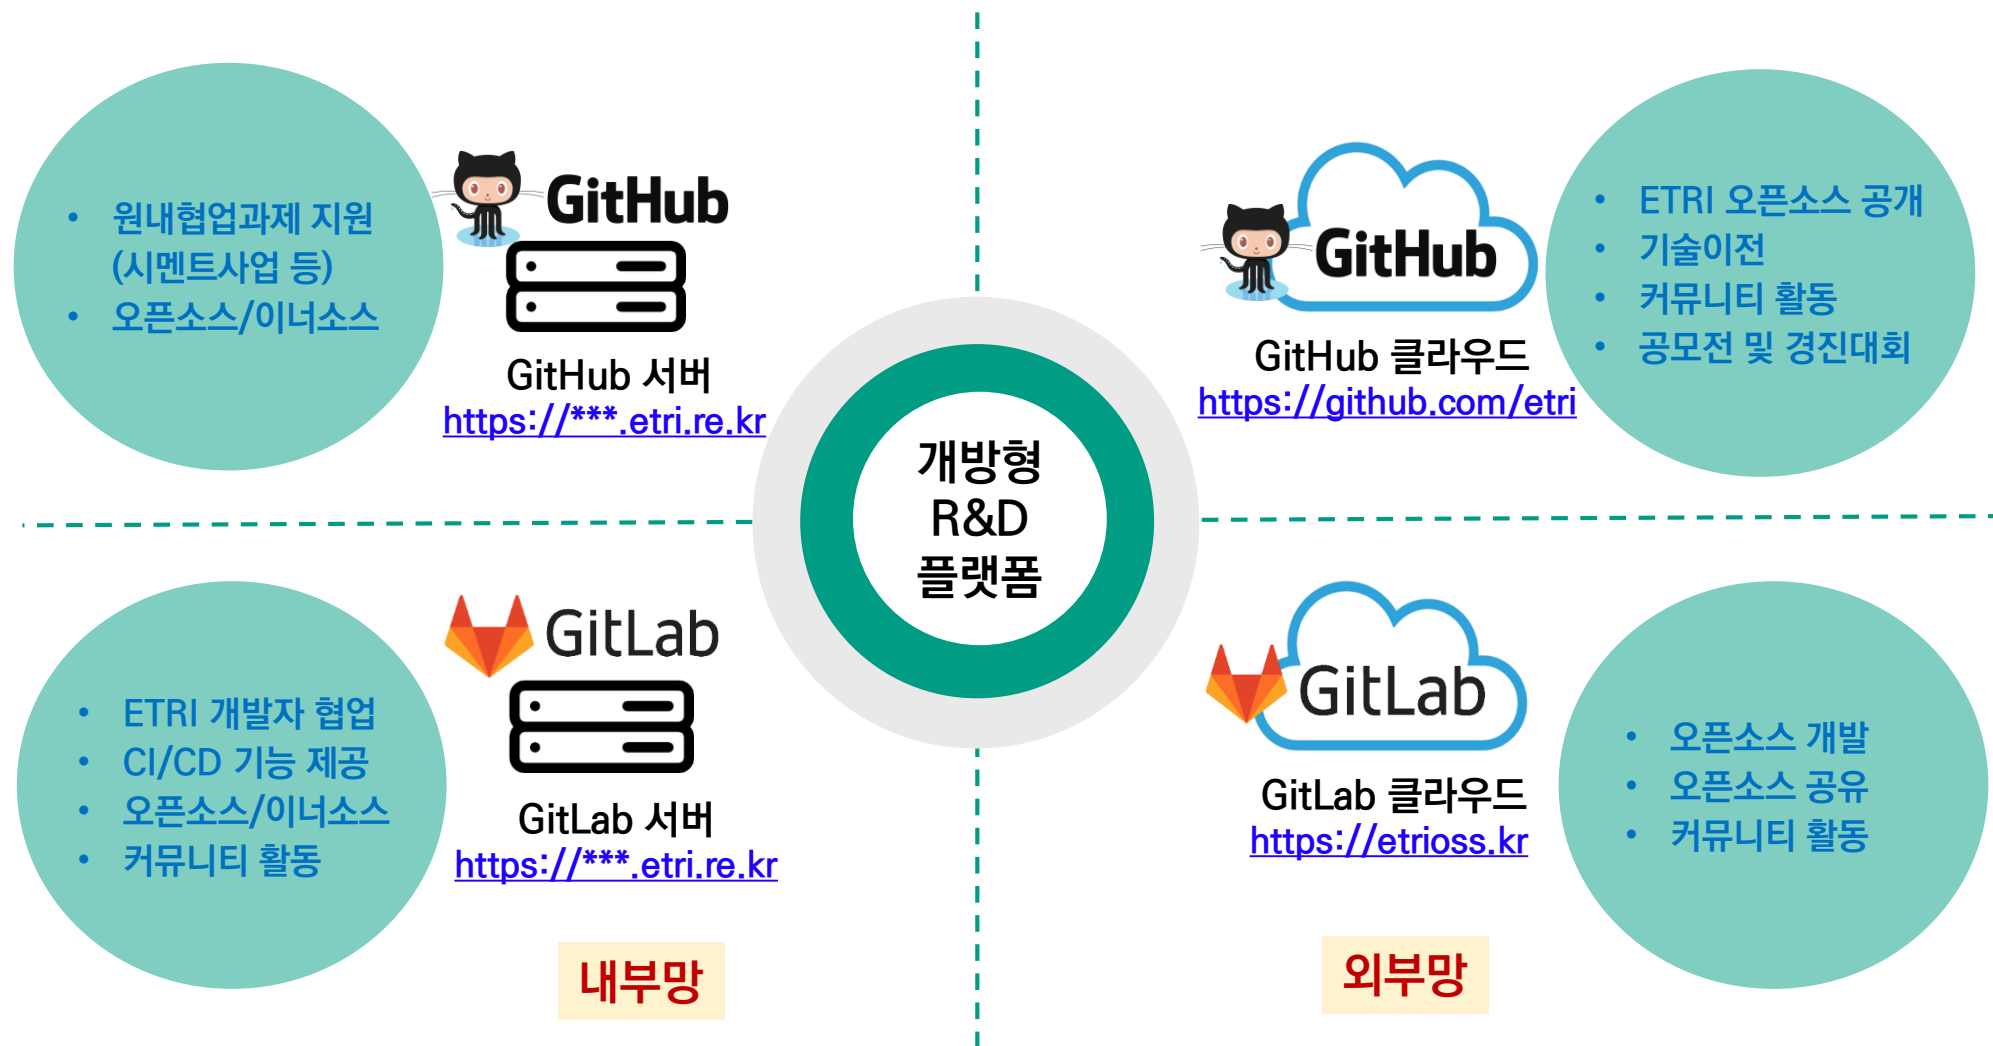 • 원내협업과제 지원
(시멘트사업 등)
• 오픈소스/이너소스
GitHub
GitHub 서버
https://***.etri.re.kr
GitHub
GitHub 클라우드
https://github.com/etri
• ETRI 오픈소스 공개
• 기술이전
• 커뮤니티 활동
• 공모전 및 경진대회
개방형
R&D
플랫폼
• ETRI 개발자 협업
• CI/CD 기능 제공
• 오픈소스/이너소스
• 커뮤니티 활동
GitLab
GitLab 서버
https://***.etri.re.kr
GitLab
GitLab 클라우드
https://etrioss.kr
• 오픈소스 개발
• 오픈소스 공유
• 커뮤니티 활동
내부망
외부망